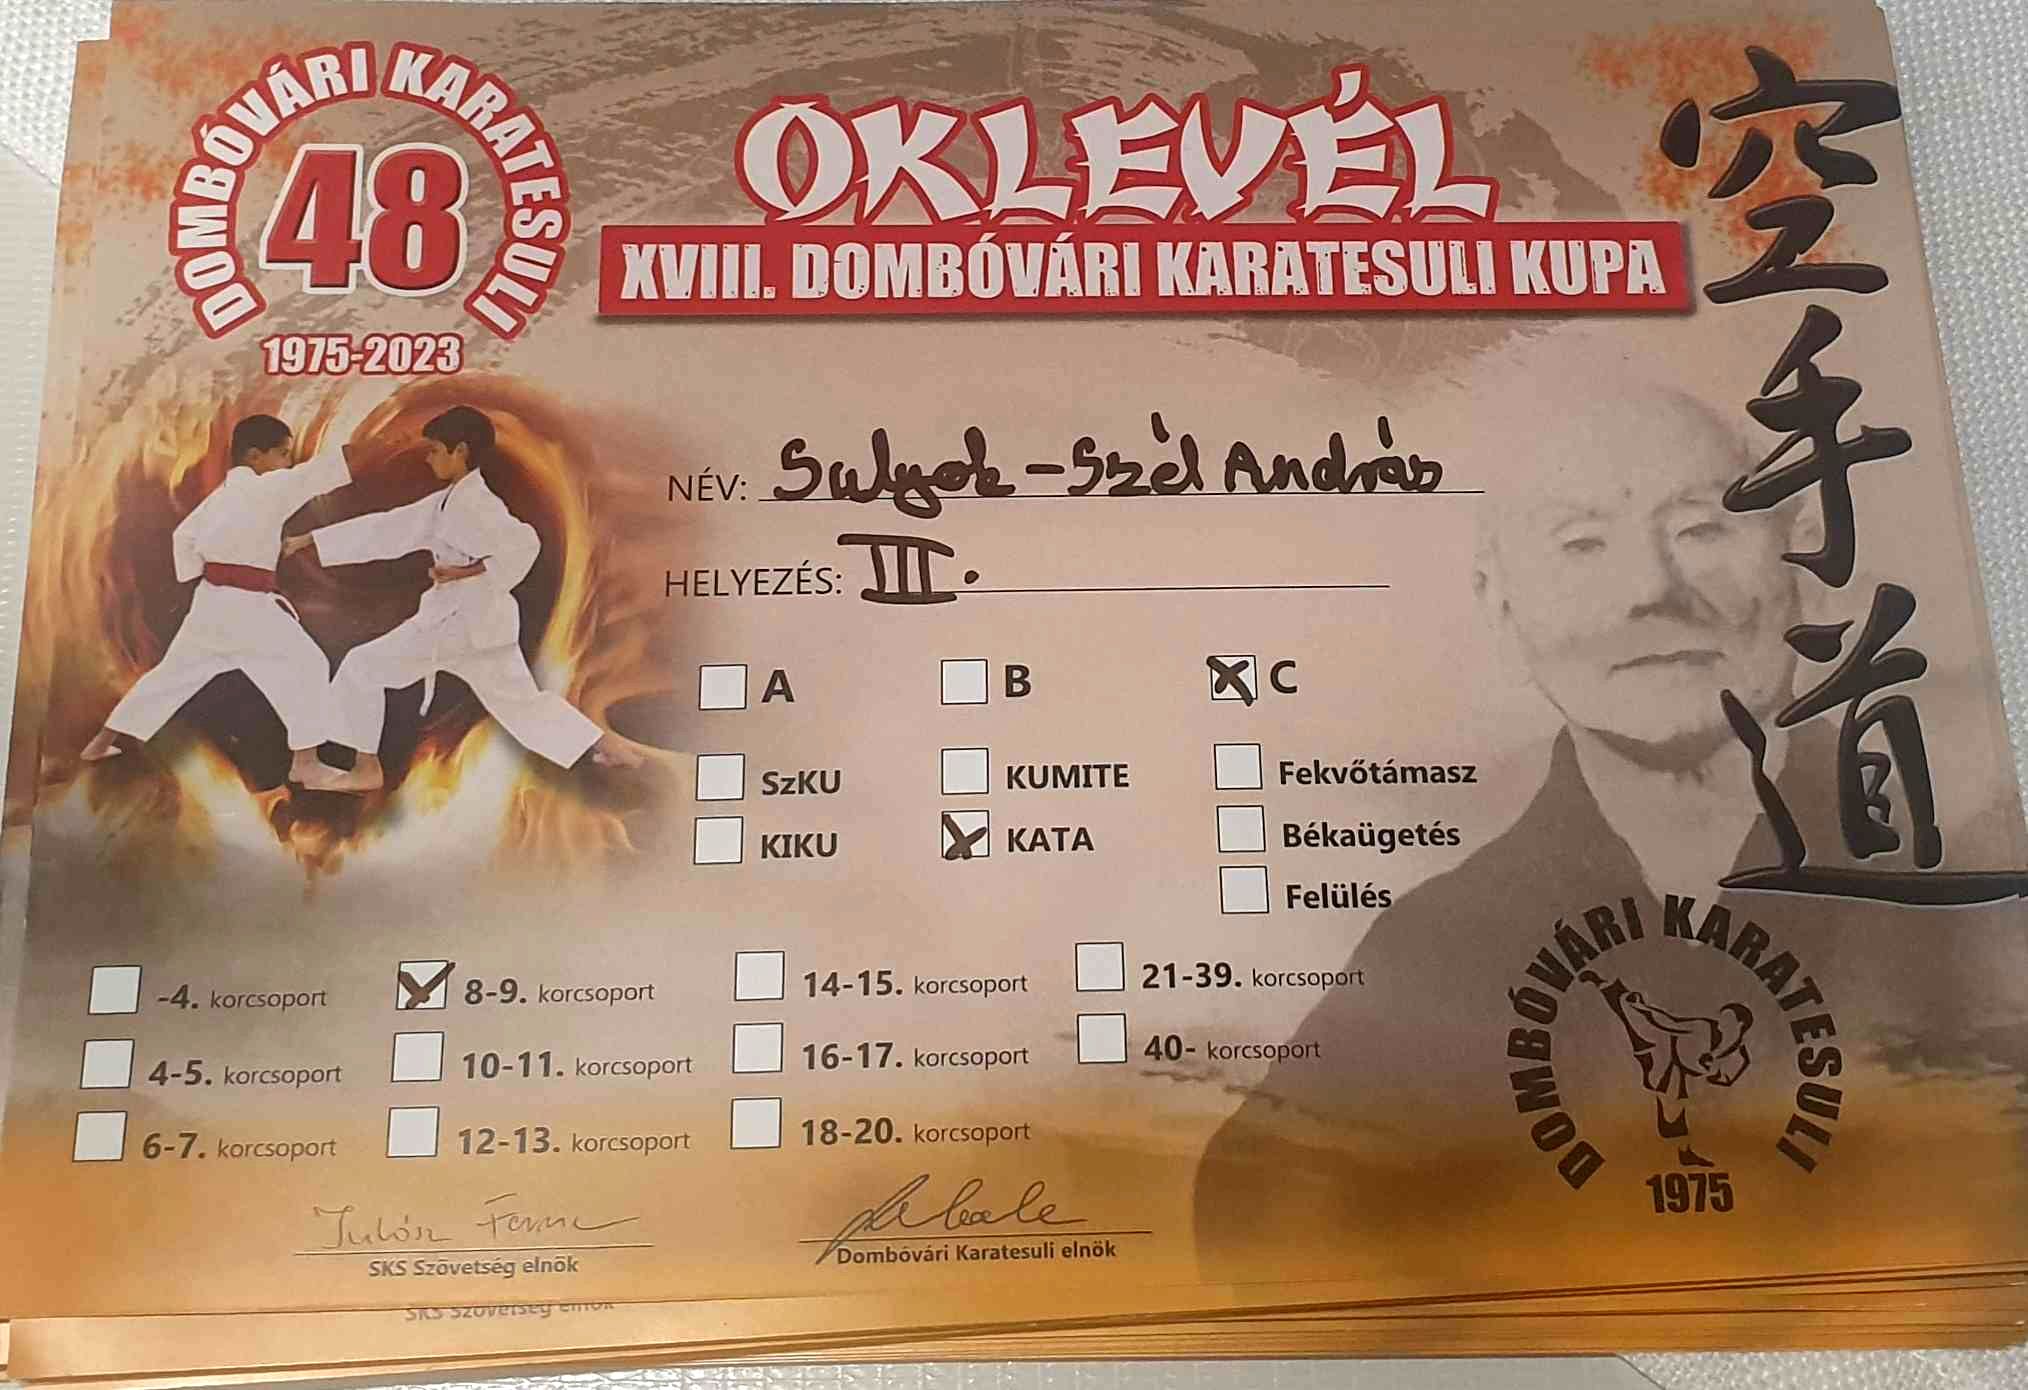 DOMBÓVÁRI KARATESULI
48
1975-2023
OKLEVÉL
XVIII. DOMBÓVÁRI KARATESULI KUPA
空手道
NÉV: Sulyok-Szél András
HELYEZÉS: III.
A B C
SzKU KUMITE Fekvőtámasz
KIKU KATA Békaügetés
Felülés
-4. korcsoport 8-9. korcsoport 14-15. korcsoport 21-39. korcsoport
4-5. korcsoport 10-11. korcsoport 16-17. korcsoport 40- korcsoport
6-7. korcsoport 12-13. korcsoport 18-20. korcsoport
DOMBÓVÁRI KARATESULI
1975
SKS Szövetség elnök
Dombóvári Karatesuli elnök
SKS Szövetség elnök